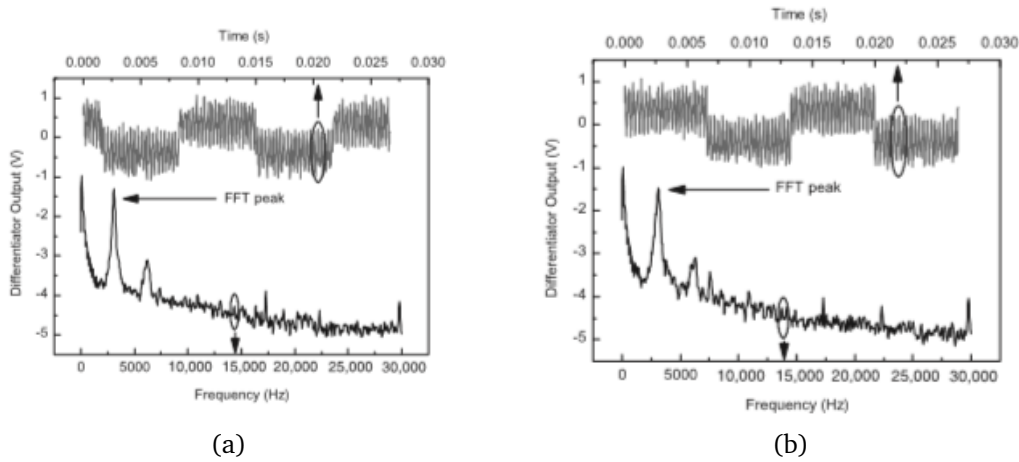 Time (s)
0.000 0.005 0.010 0.015 0.020 0.025 0.030
1
0
-1
-2
-3
-4
-5
Differentiator Output (V)
FFT peak
0 5000 10,000 15,000 20,000 25,000 30,000
Frequency (Hz)
(a)
Time (s)
0.000 0.005 0.010 0.015 0.020 0.025 0.030
1
0
-1
-2
-3
-4
-5
Differentiator Output (V)
FFT peak
0 5000 10,000 15,000 20,000 25,000 30,000
Frequency (Hz)
(b)